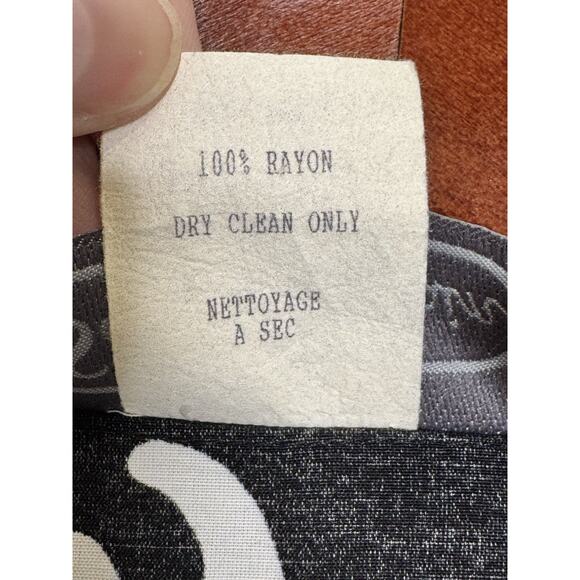 100% RAYON
DRY CLEAN ONLY
NETTOYAGE
A SEC